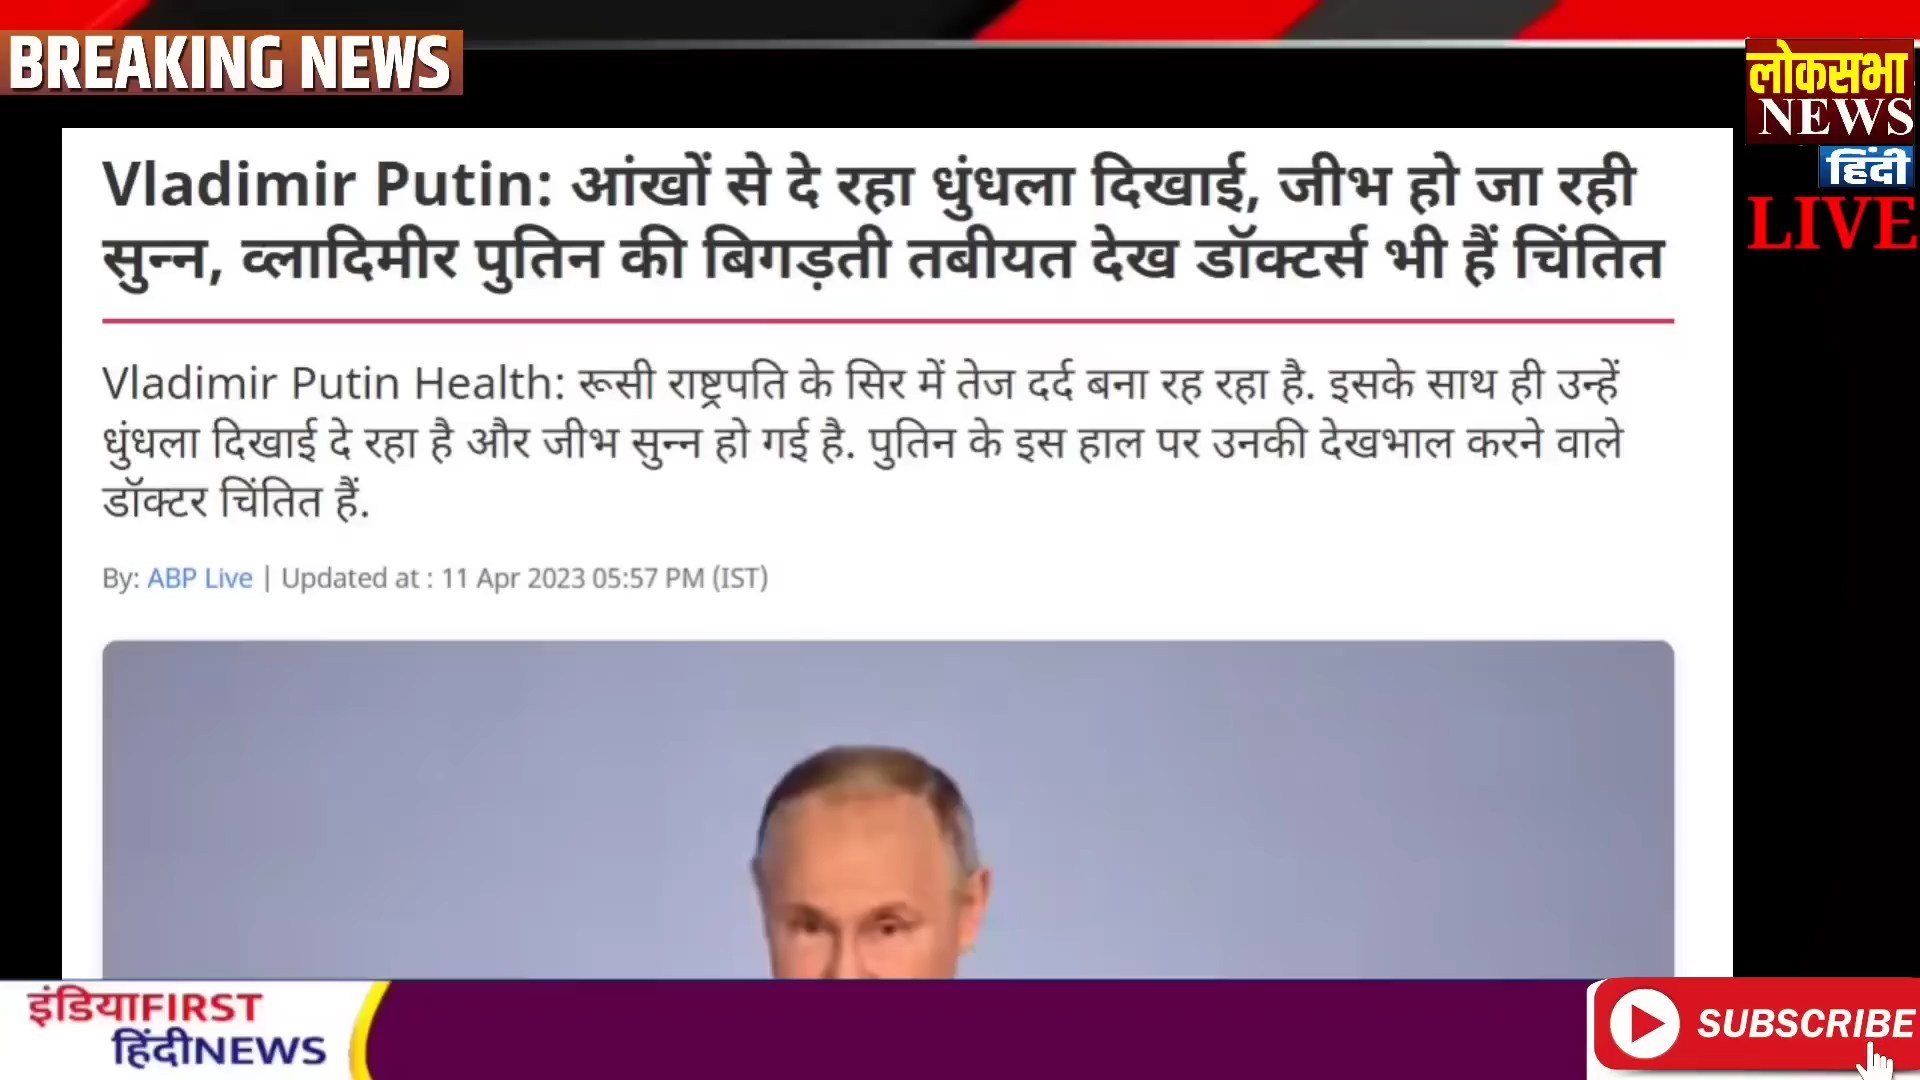 BREAKING NEWS
लोकसभा
NEWS
हिंदी
LIVE
Vladimir Putin: आंखों से दे रहा धुंधला दिखाई, जीभ हो जा रही
सुन्न, व्लादिमीर पुतिन की बिगड़ती तबीयत देख डॉक्टर्स भी हैं चिंतित
Vladimir Putin Health: रूसी राष्ट्रपति के सिर में तेज दर्द बना रह रहा है. इसके साथ ही उन्हें
धुंधला दिखाई दे रहा है और जीभ सुन्न हो गई है. पुतिन के इस हाल पर उनकी देखभाल करने वाले
डॉक्टर चिंतित हैं.
By: ABP Live | Updated at : 11 Apr 2023 05:57 PM (IST)
इंडियाFIRST
हिंदीNEWS
SUBSCRIBE